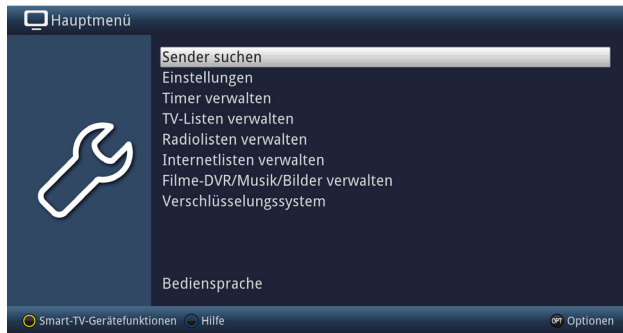 Hauptmenü
Sender suchen
Einstellungen
Timer verwalten
TV-Listen verwalten
Radiolisten verwalten
Internetlisten verwalten
Filme-DVR/Musik/Bilder verwalten
Verschlüsselungssystem
Bediensprache
Smart-TV-Gerätefunktionen Hilfe OPT Optionen